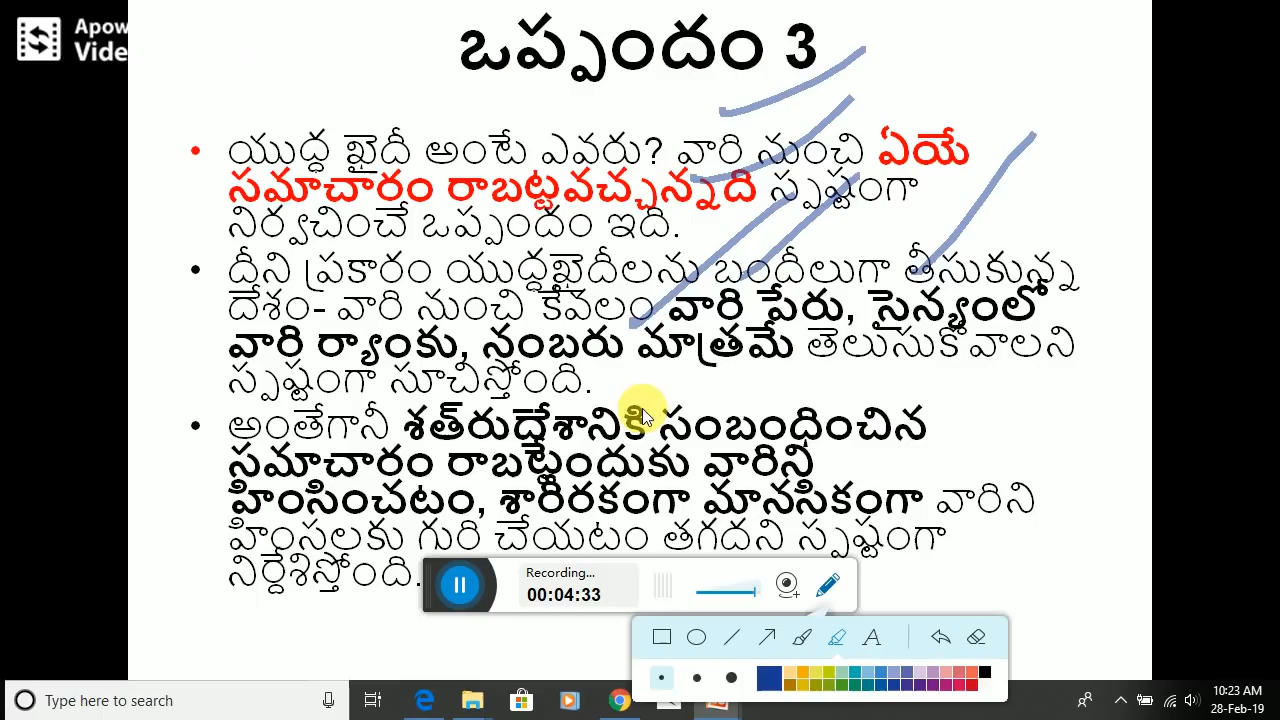 Apow
Vide
ఒప్పందం 3
• యుద్ధ ఖైదీ అంటే ఎవరు? వారి నుంచి ఏయే
సమాచారం రాబట్టవచ్చన్నది స్పష్టంగా
నిర్వచించే ఒప్పందం ఇది.
• దీని ప్రకారం యుద్ధఖైదీలను బందీలుగా తీసుకున్న
దేశం- వారి నుంచి కేవలం వారి పేరు, సైన్యంలో
వారి ర్యాంకు, నంబరు మాత్రమే తెలుసుకోవాలని
స్పష్టంగా సూచిస్తోంది.
• అంతేగానీ శత్‌రుద్దేశానికి సంబంధించిన
సమాచారం రాబట్లేందుకు వారిని
హింసించటం, శారీరకంగా మానసికంగా వారిని
హింసలకు గురి చేయటం తగదని స్పష్టంగా
నిర్దేశిస్తోంది.
Recording...
00:04:33
A
Type here to search
10:23 AM
28-Feb-19